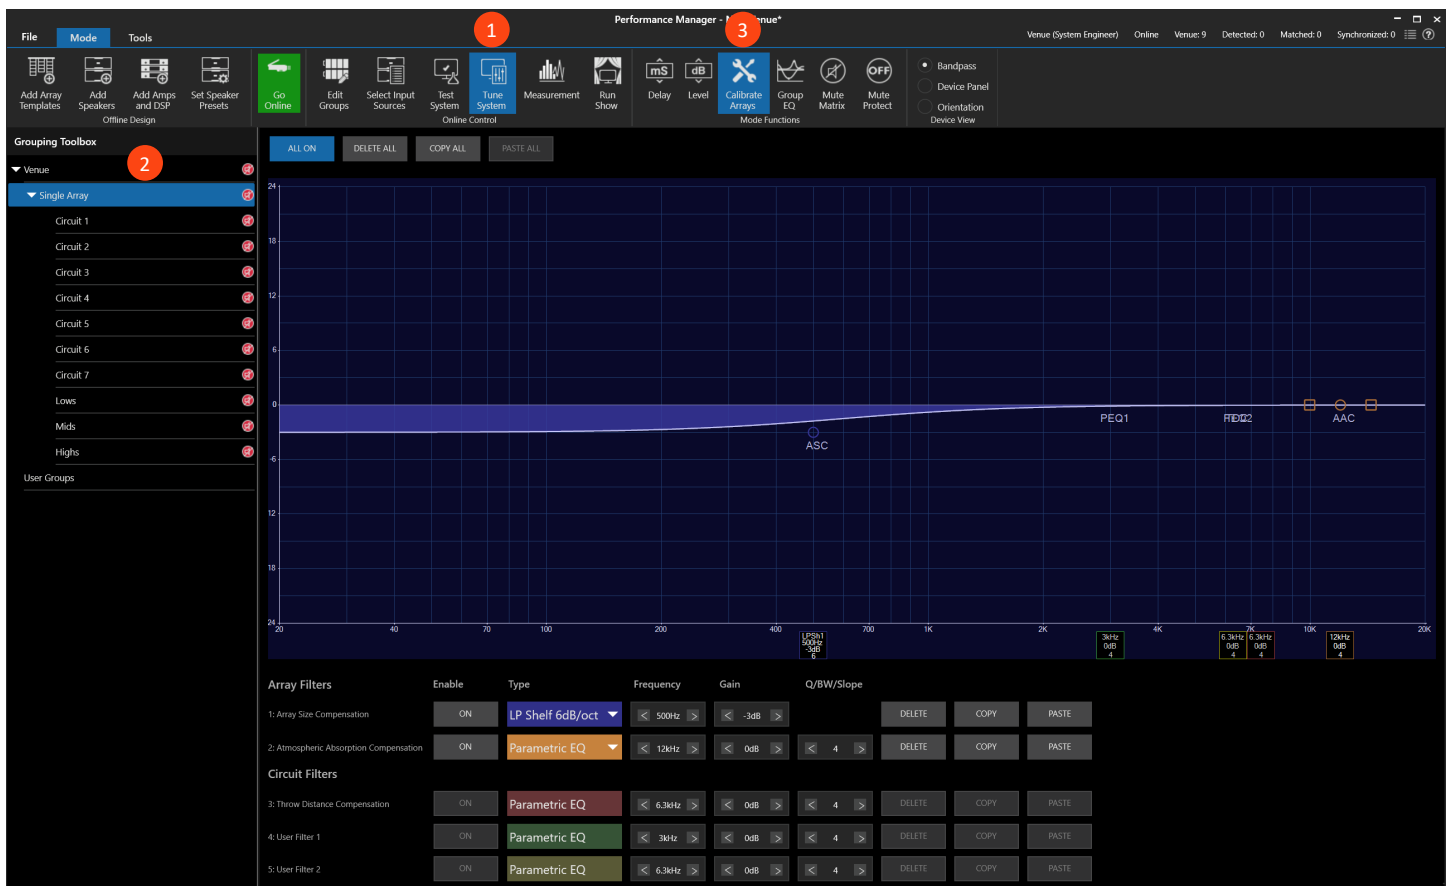 Performance Manager - M
nue*
1
3
File Mode Tools
Venue (System Engineer) Online Venue: 9 Detected: 0 Matched: 0 Synchronized: 0
Add Array Templates
Add Speakers
Add Amps and DSP
Set Speaker Presets
Offline Design
Go Online
Edit Groups
Select Input Sources
Test System
Tune System
Measurement
Run Show
Online Control
mS
Delay
dB
Level
Calibrate Arrays
Group EQ
Mute Matrix
OFF
Mute Protect
Mode Functions
Bandpass
Device Panel
Orientation
Device View
Grouping Toolbox
2
Venue
Single Array
Circuit 1
Circuit 2
Circuit 3
Circuit 4
Circuit 5
Circuit 6
Circuit 7
Lows
Mids
Highs
User Groups
ALL ON DELETE ALL COPY ALL PASTE ALL
24
18
12
6
0
-6
12
18
24
ASC
PEQ1
AAC
20 40 70 100 200 400 700 1K 2K 4K 7K 10K 20K
LPSh1
500Hz
-3dB
6
3kHz
0dB
4
6.3kHz
0dB
4
6.3kHz
0dB
4
12kHz
0dB
4
Array Filters Enable Type Frequency Gain Q/BW/Slope
1: Array Size Compensation ON LP Shelf 6dB/oct < 500Hz > < -3dB > DELETE COPY PASTE
2: Atmospheric Absorption Compensation ON Parametric EQ < 12kHz > < 0dB > < 4 > DELETE COPY PASTE
Circuit Filters
3: Throw Distance Compensation ON Parametric EQ < 6.3kHz > < 0dB > < 4 > DELETE COPY PASTE
4: User Filter 1 ON Parametric EQ < 3kHz > < 0dB > < 4 > DELETE COPY PASTE
5: User Filter 2 ON Parametric EQ < 6.3kHz > < 0dB > < 4 > DELETE COPY PASTE